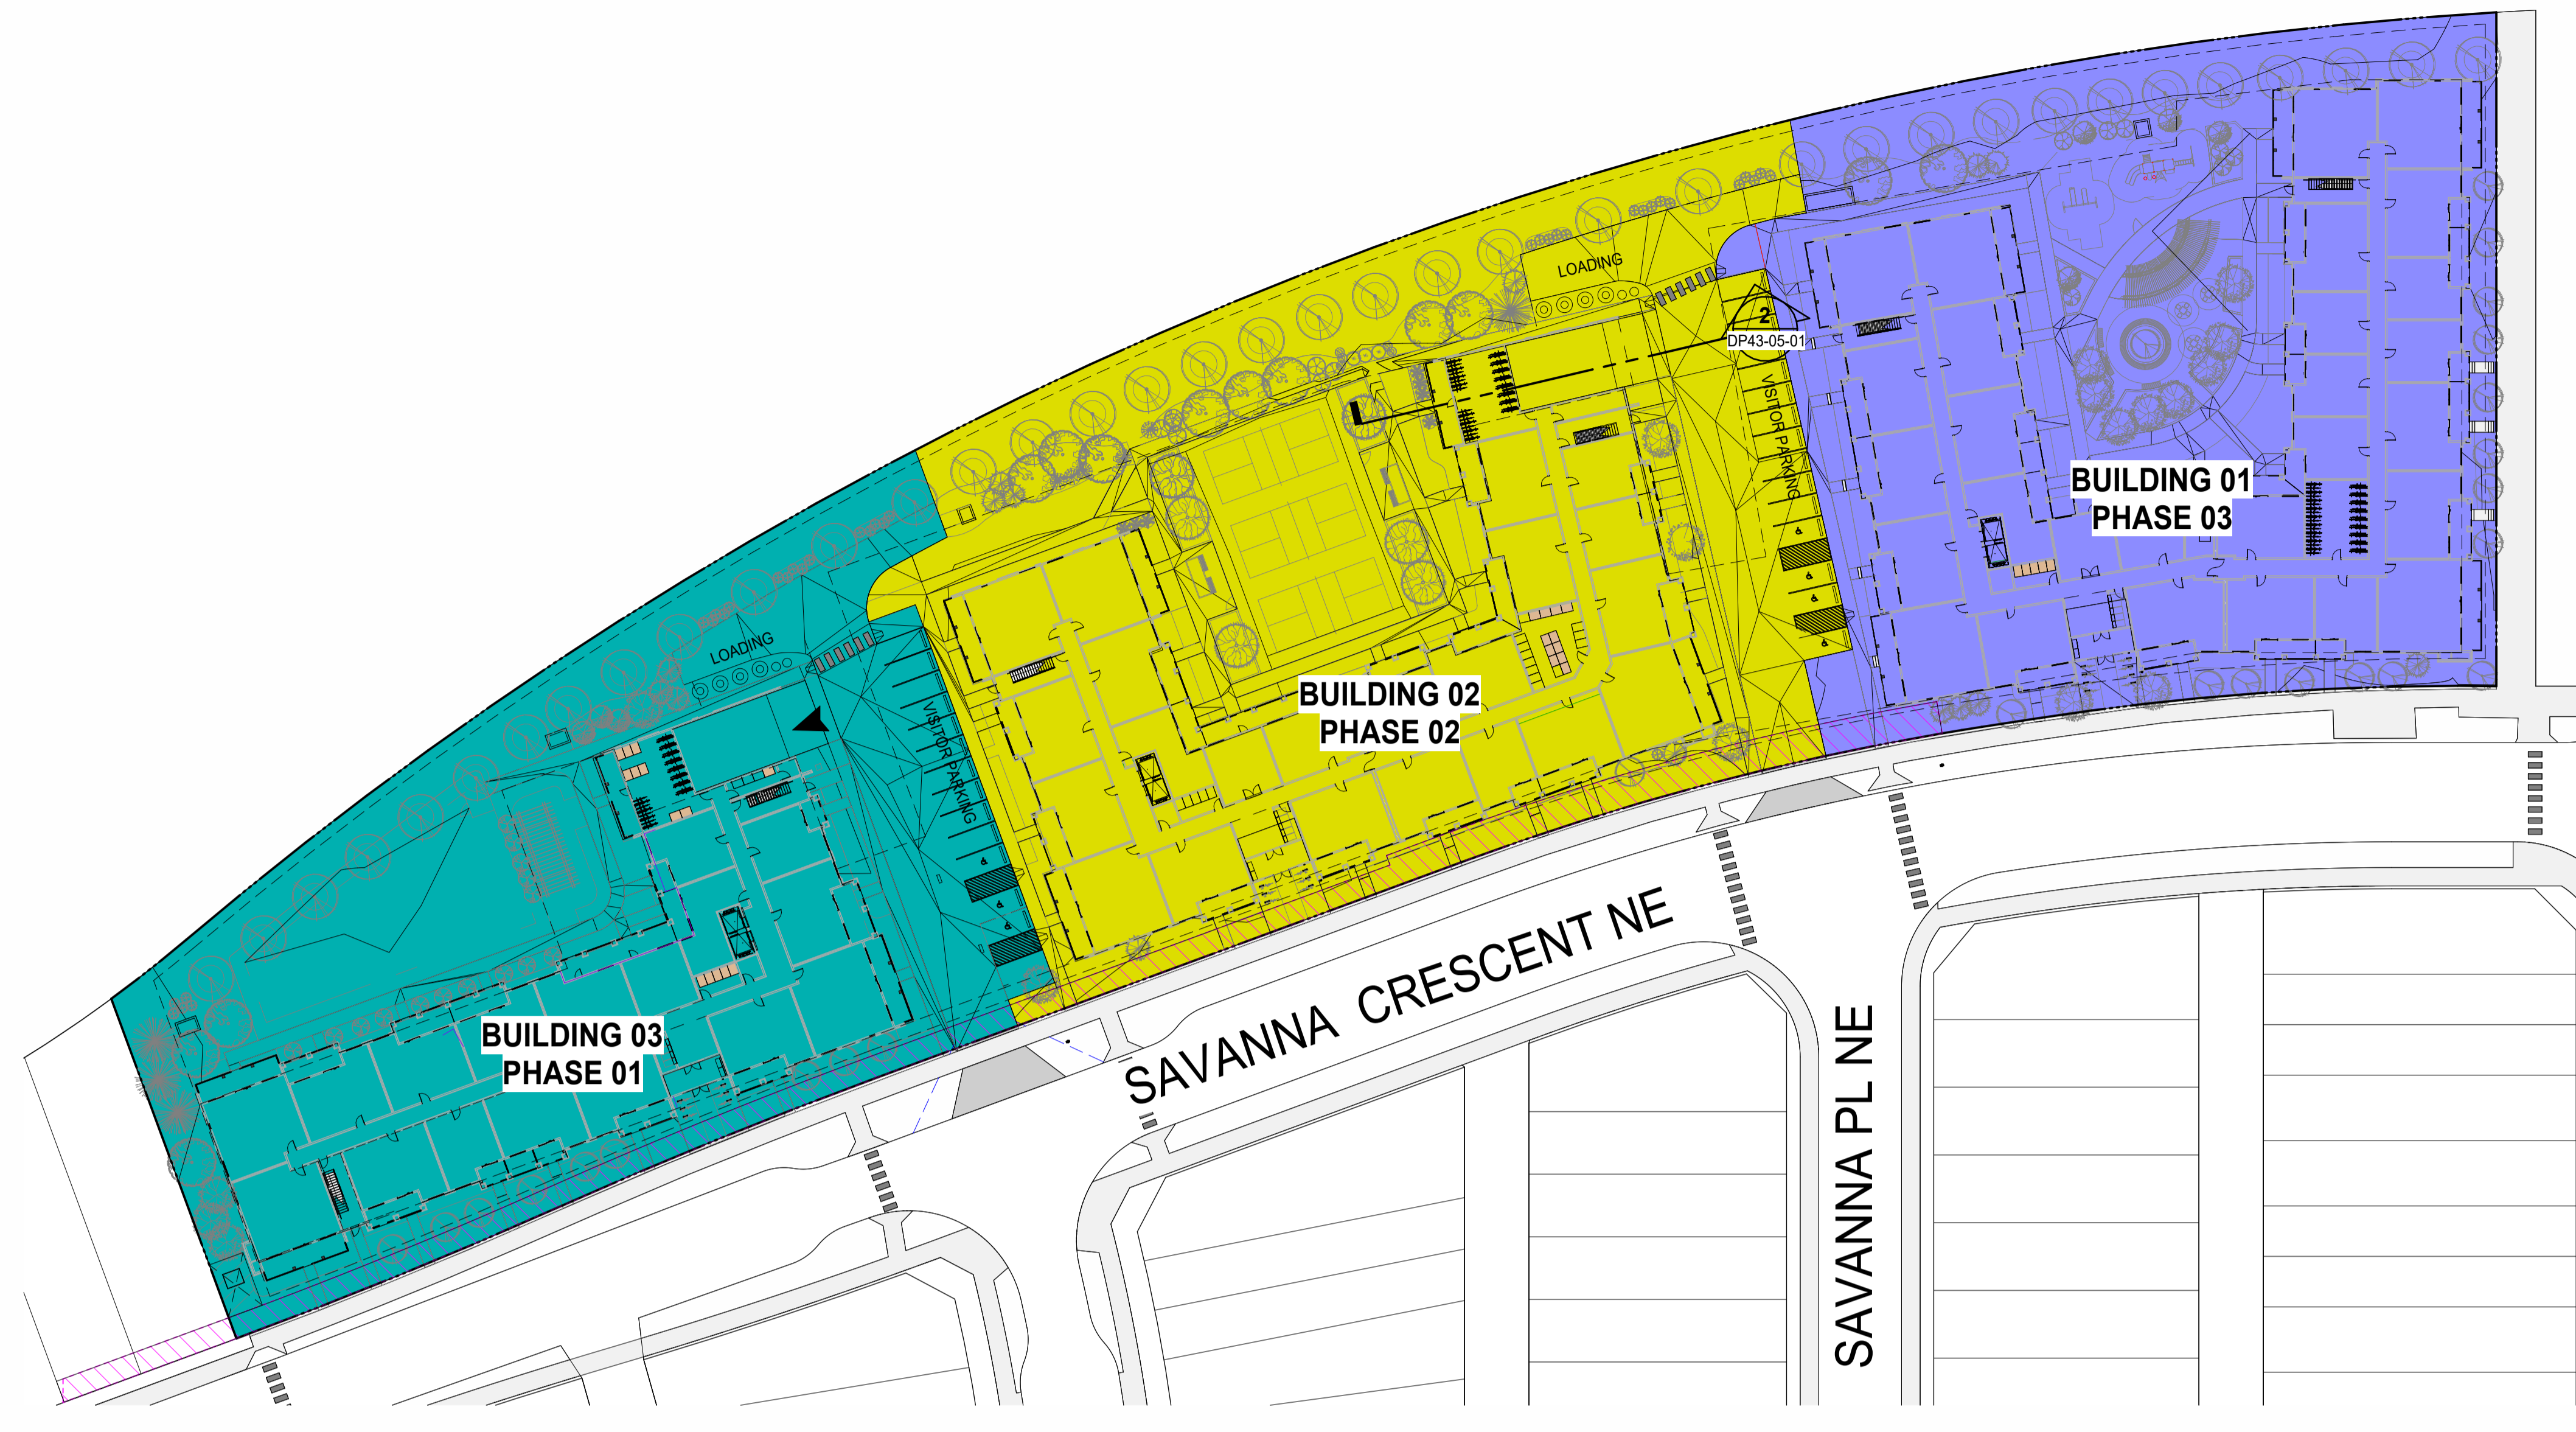 LOADING
2
DP43-05-01
VISITOR PARKING
BUILDING 01
PHASE 03
LOADING
VISITOR PARKING
BUILDING 02
PHASE 02
BUILDING 03
PHASE 01
SAVANNA CRESCENT NE
SAVANNA PL NE